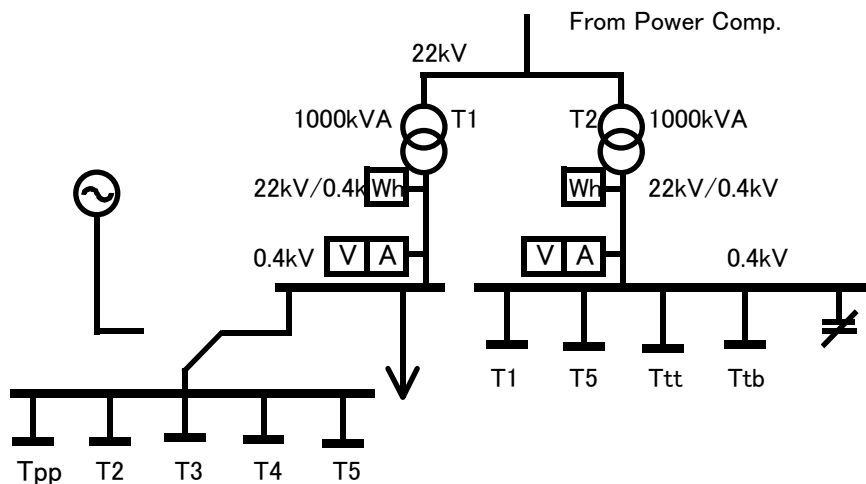 From Power Comp.
22kV
1000kVA T1 T2 1000kVA
22kV/0.4k Wh Wh 22kV/0.4kV
0.4kV V A V A 0.4kV
T1 T5 Ttt Ttb
Tpp T2 T3 T4 T5